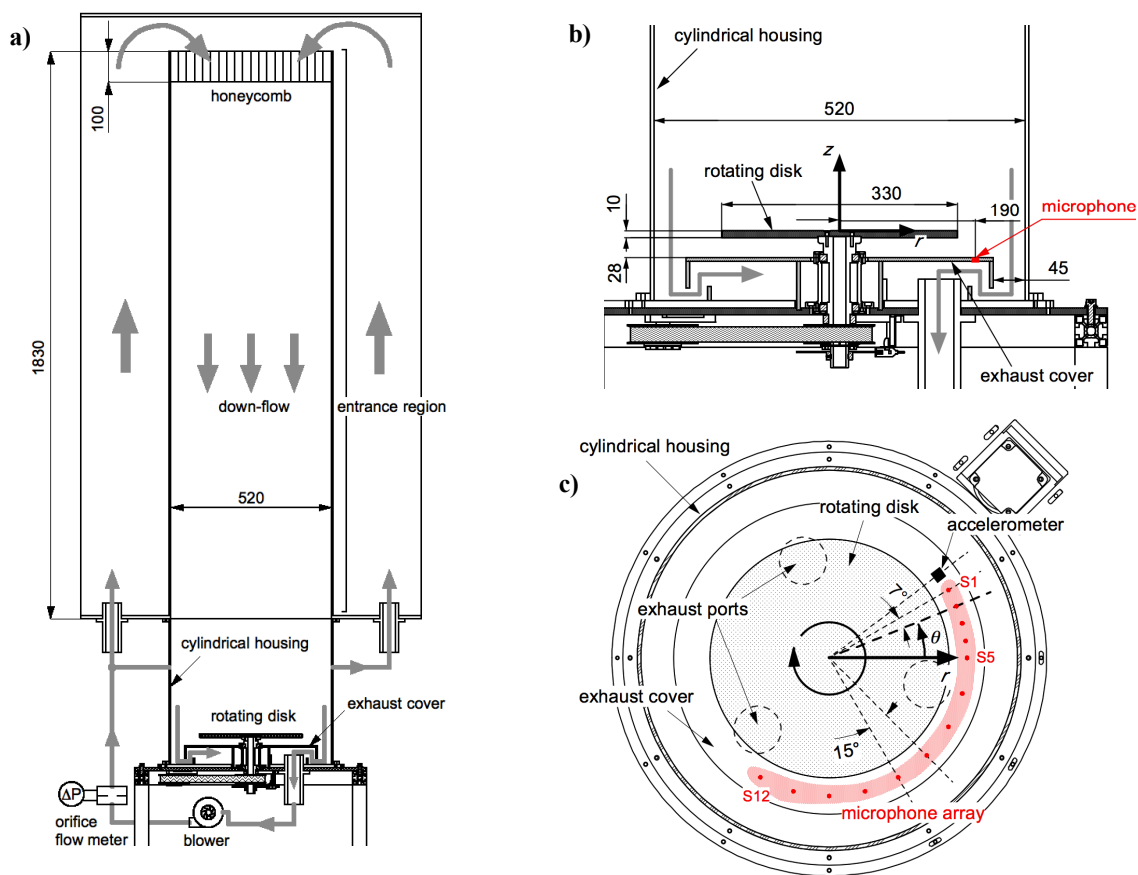 a)
1830
100
honeycomb
down-flow
entrance region
520
cylindrical housing
rotating disk
exhaust cover
ΔP
orifice
flow meter
blower
b)
cylindrical housing
520
z
rotating disk
330
10
190
microphone
r
28
45
exhaust cover
c)
cylindrical housing
rotating disk
accelerometer
S1
7°
exhaust ports
θ
S5
r
exhaust cover
15°
S12
microphone array